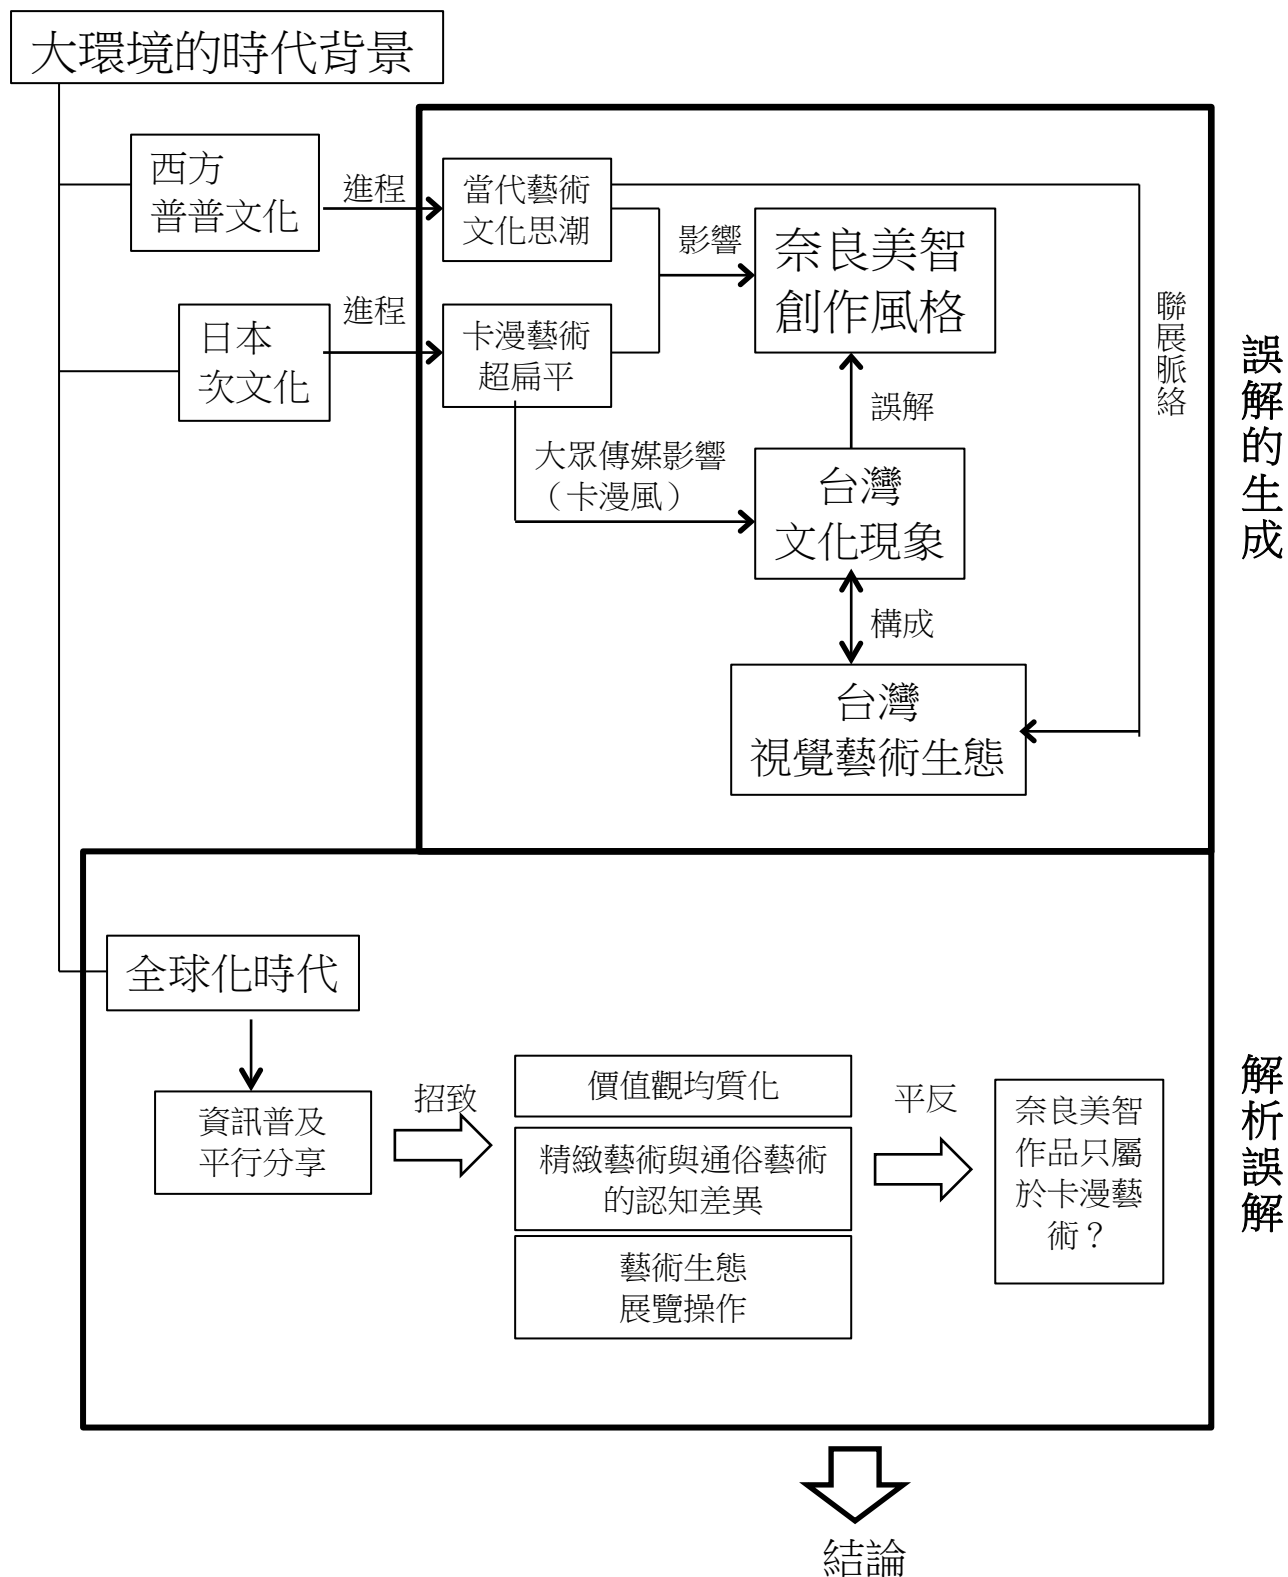 大環境的時代背景
西方
普普文化
進程
當代藝術
文化思潮
影響
奈良美智
創作風格
日本
次文化
進程
卡漫藝術
超扁平
聯展脈絡
誤解
大眾傳媒影響
（卡漫風）
台灣
文化現象
構成
台灣
視覺藝術生態
誤解的生成
全球化時代
資訊普及
平行分享
招致
價值觀均質化
精緻藝術與通俗藝術
的認知差異
藝術生態
展覽操作
平反
奈良美智
作品只屬
於卡漫藝
術？
解析誤解
結論